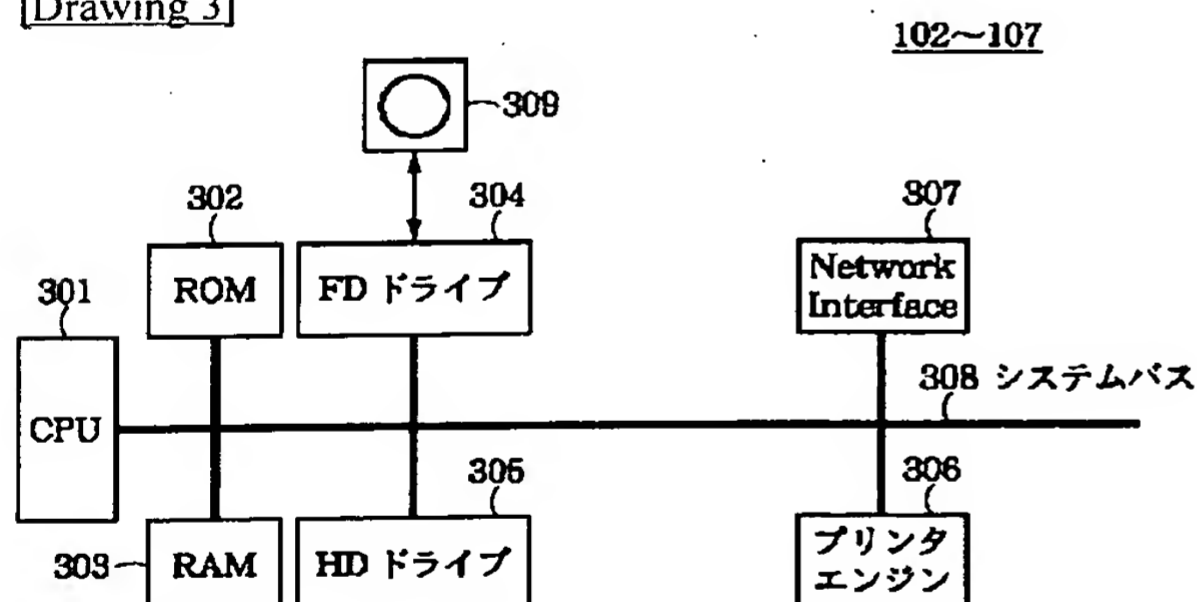 [Drawing 3]
102~107
309
302
304
307
ROM
FD ドライブ
Network
Interface
301
308 システムバス
CPU
305
306
303
RAM
HD ドライブ
プリンタ
エンジン